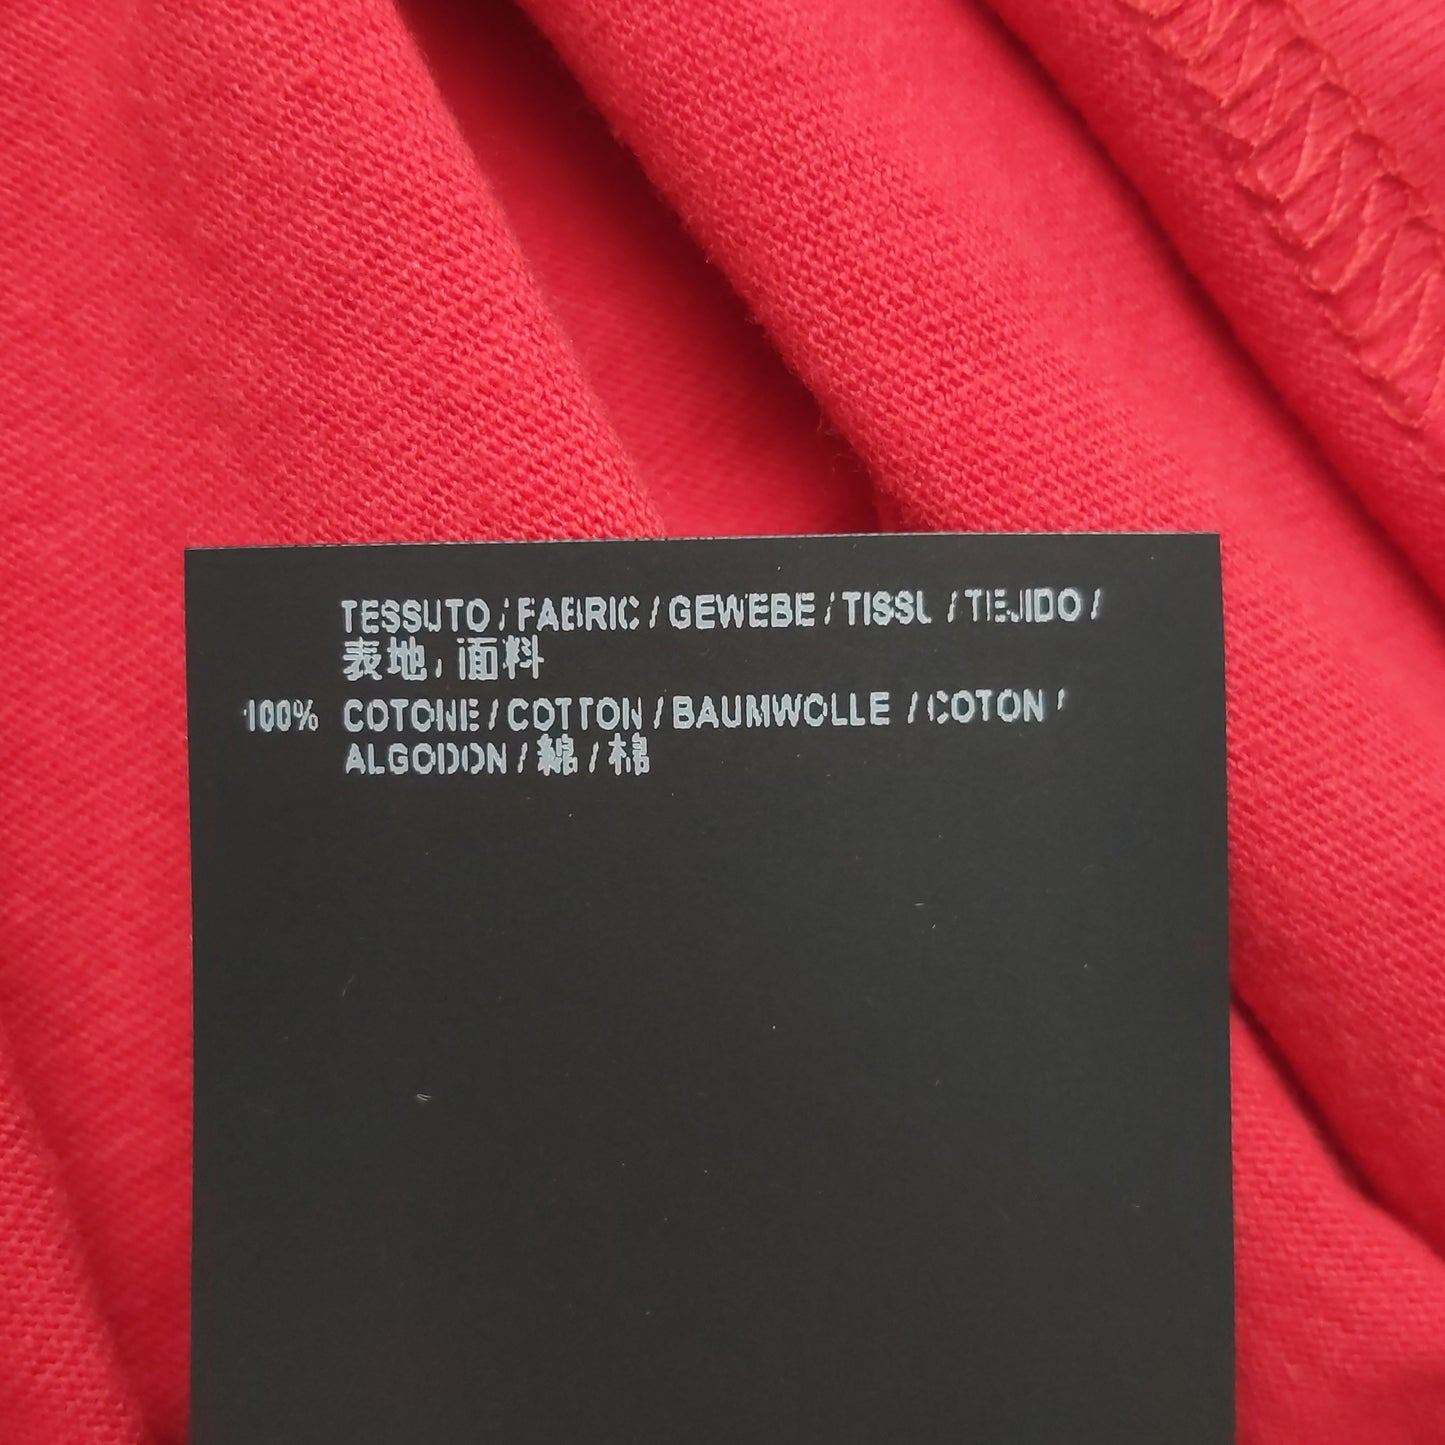 TESSUTO / FABRIC / GEWEBE / TISSU / TEJIDO /
表地, 面料
100% COTONE / COTTON / BAUMWOLLE / COTON /
ALGODON / 綿 / 棉